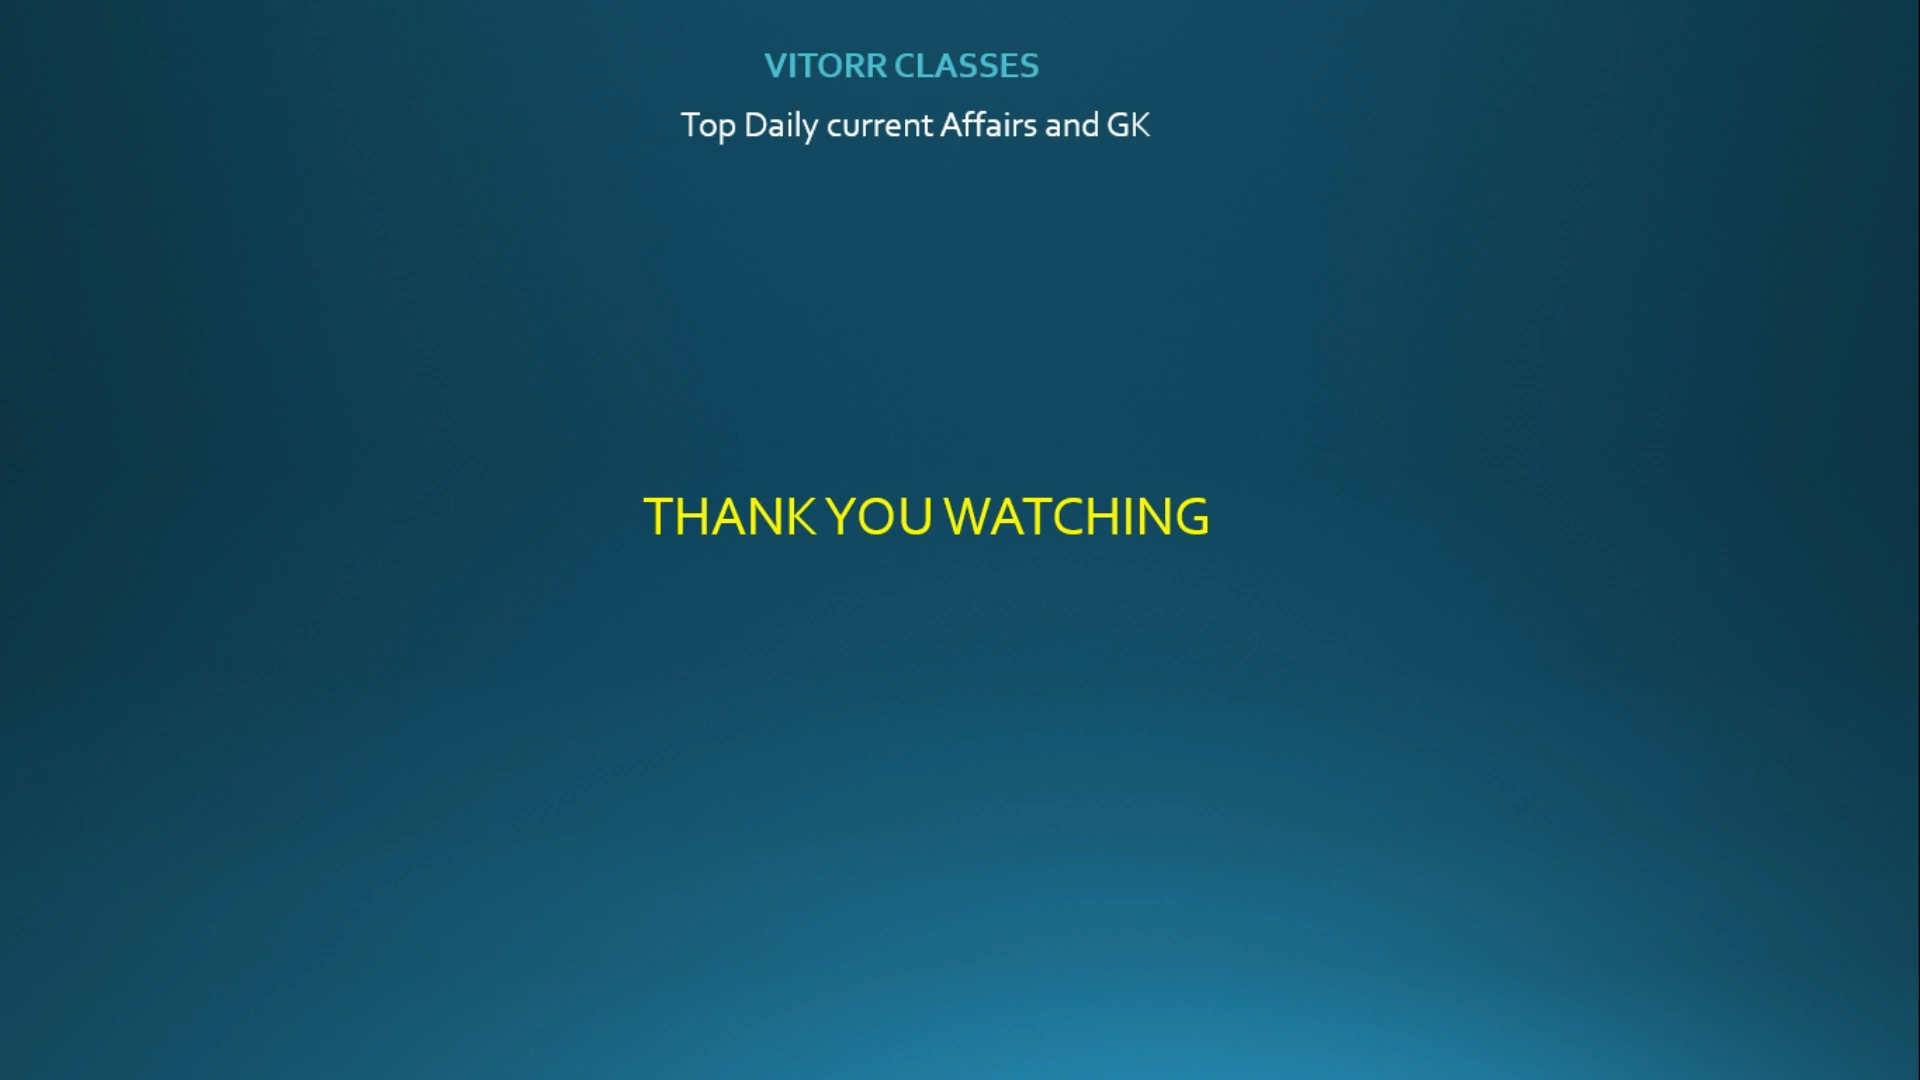 VITORR CLASSES
Top Daily current Affairs and GK
THANK YOU WATCHING